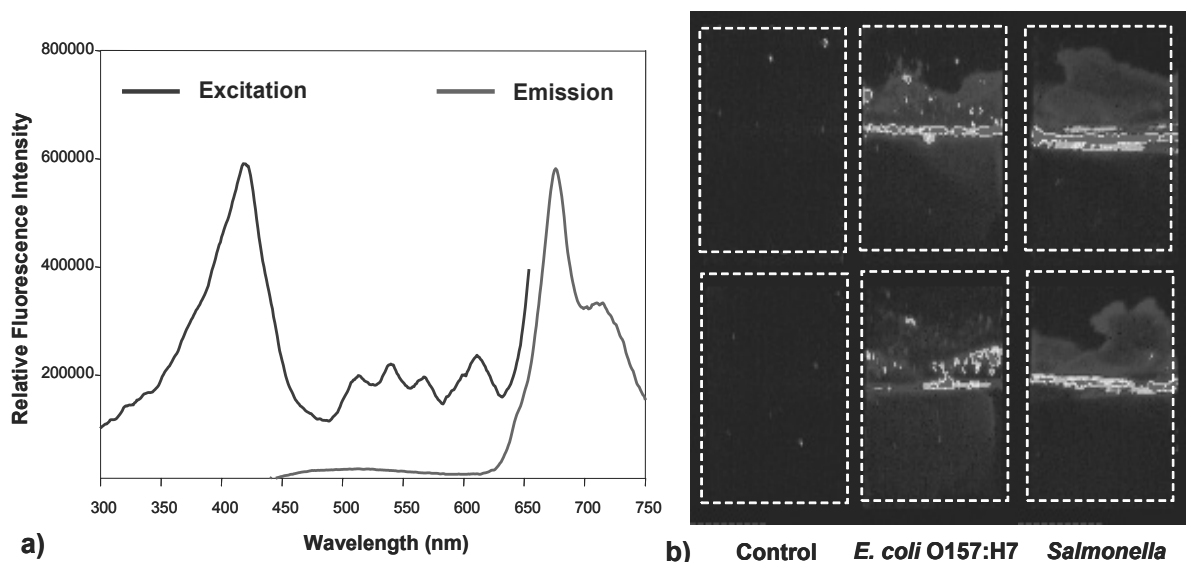 800000
600000
400000
200000
Relative Fluorescence Intensity
Excitation
Emission
300 350 400 450 500 550 600 650 700 750
Wavelength (nm)
a)
b)
Control E. coli O157:H7 Salmonella